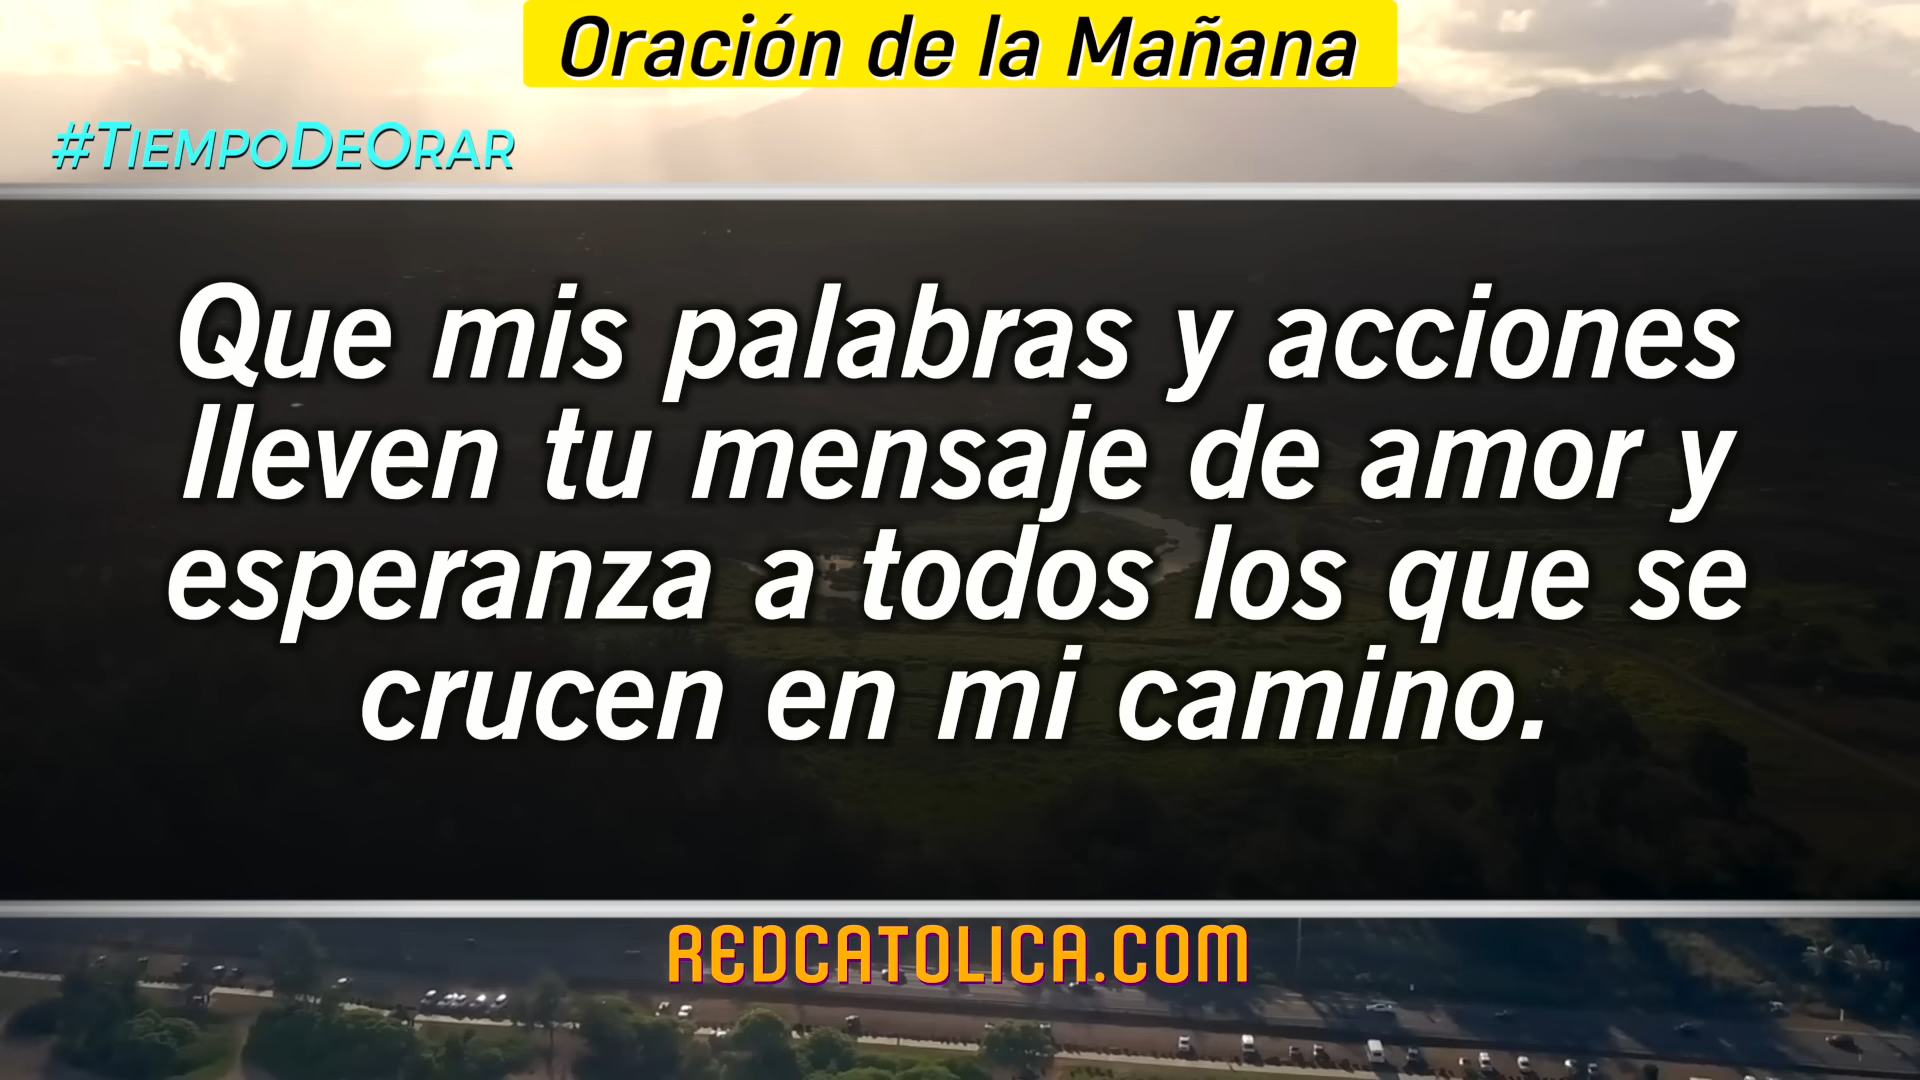 Oración de la Mañana
#TiempoDeOrar
Que mis palabras y acciones
lleven tu mensaje de amor y
esperanza a todos los que se
crucen en mi camino.
REDCATOLICA.COM